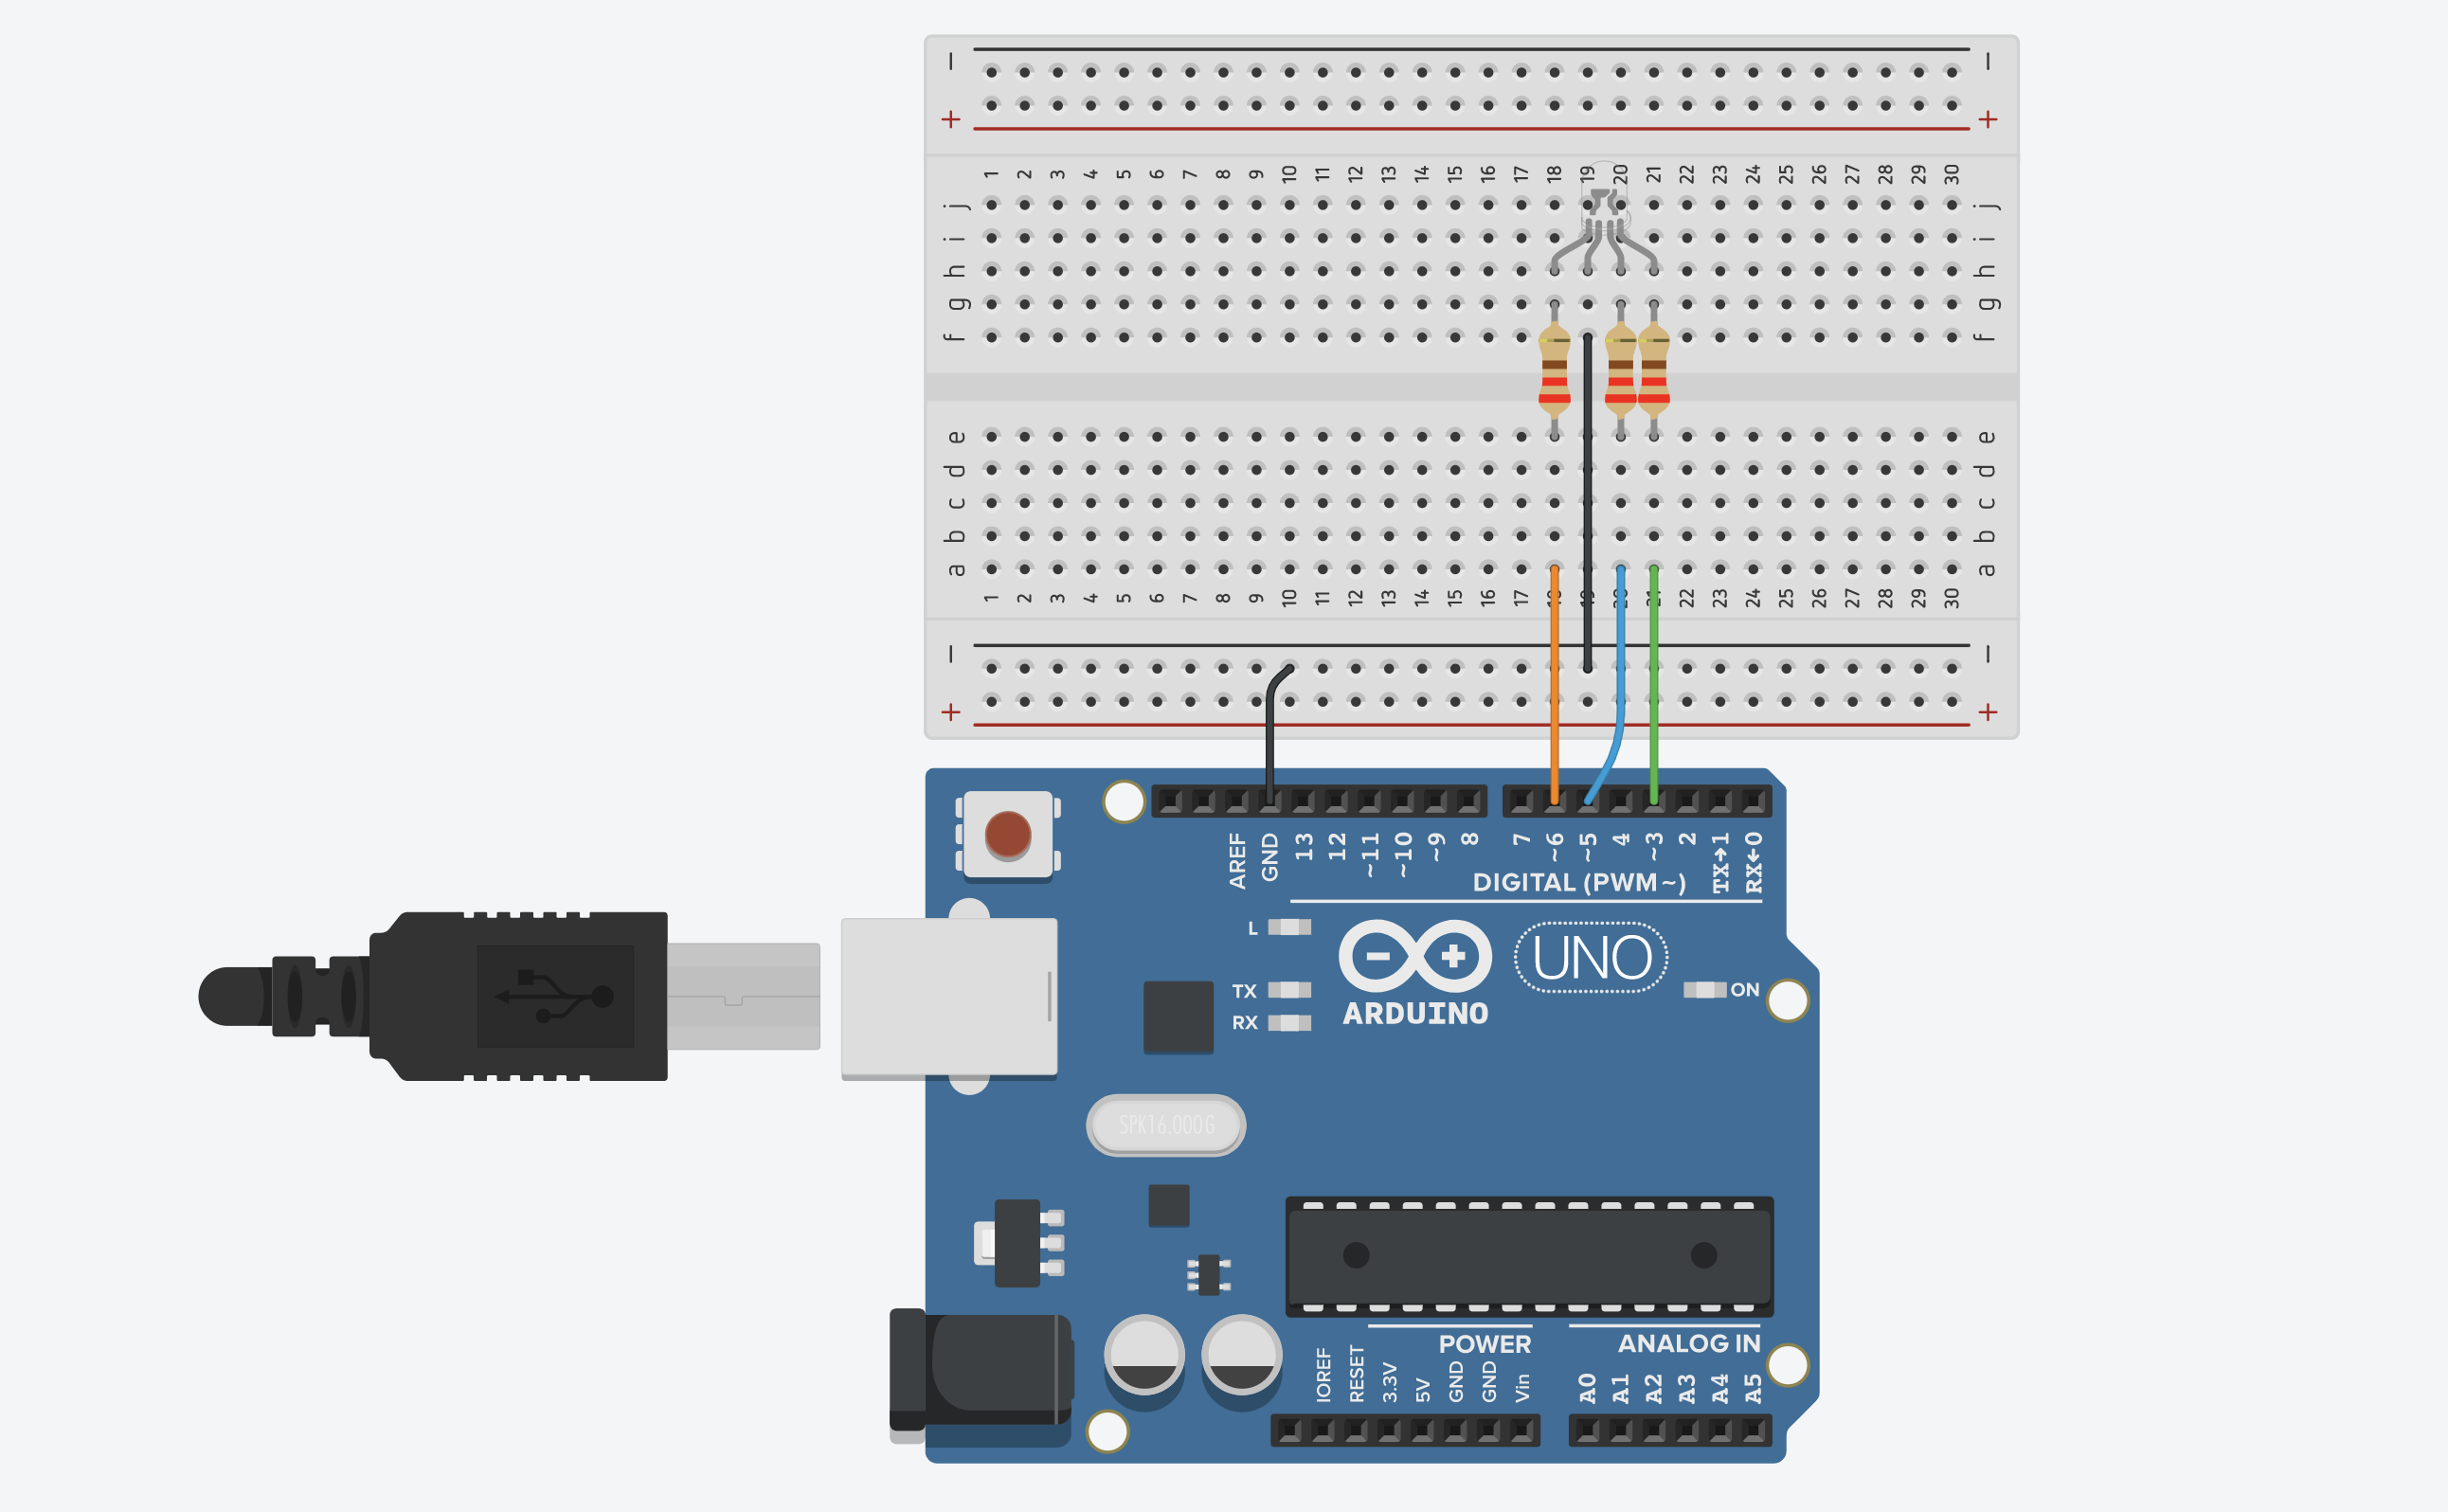 − −
+ +
1 2 3 4 5 6 7 8 9 10 11 12 13 14 15 16 17 18 19 20 21 22 23 24 25 26 27 28 29 30
j j
i i
h h
g g
f f
e e
d d
c c
b b
a a
1 2 3 4 5 6 7 8 9 10 11 12 13 14 15 16 17 18 19 20 21 22 23 24 25 26 27 28 29 30
− −
+ +
AREF GND 13 12 ~11 ~10 ~9 8 7 ~6 ~5 4 ~3 2 TX→1 RX←0
DIGITAL (PWM ~)
L
UNO
TX
ON
RX
ARDUINO
SPK16.000G
POWER
ANALOG IN
IOREF RESET 3.3V 5V GND GND Vin
A0 A1 A2 A3 A4 A5